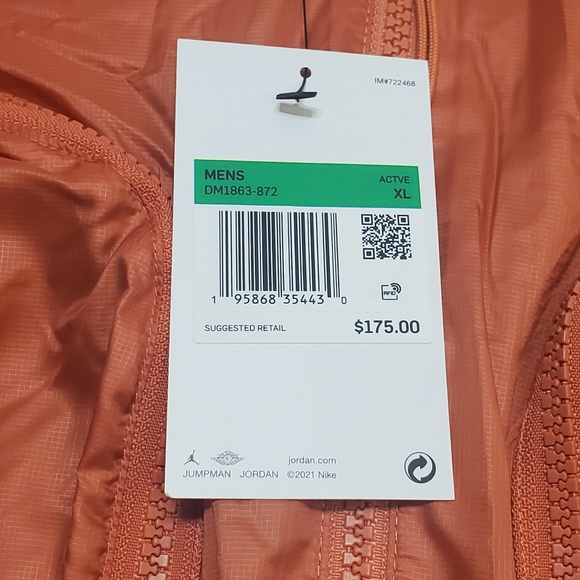 IM#722468
MENS ACTVE
DM1863-872 XL
1 95868 35443 0
RFID
SUGGESTED RETAIL $175.00
jordan.com
JUMPMAN JORDAN ©2021 Nike